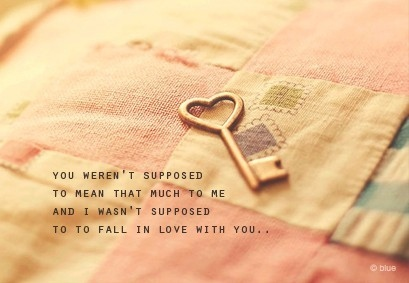 YOU WEREN'T SUPPOSED
TO MEAN THAT MUCH TO ME
AND I WASN'T SUPPOSED
TO TO FALL IN LOVE WITH YOU..
© blue